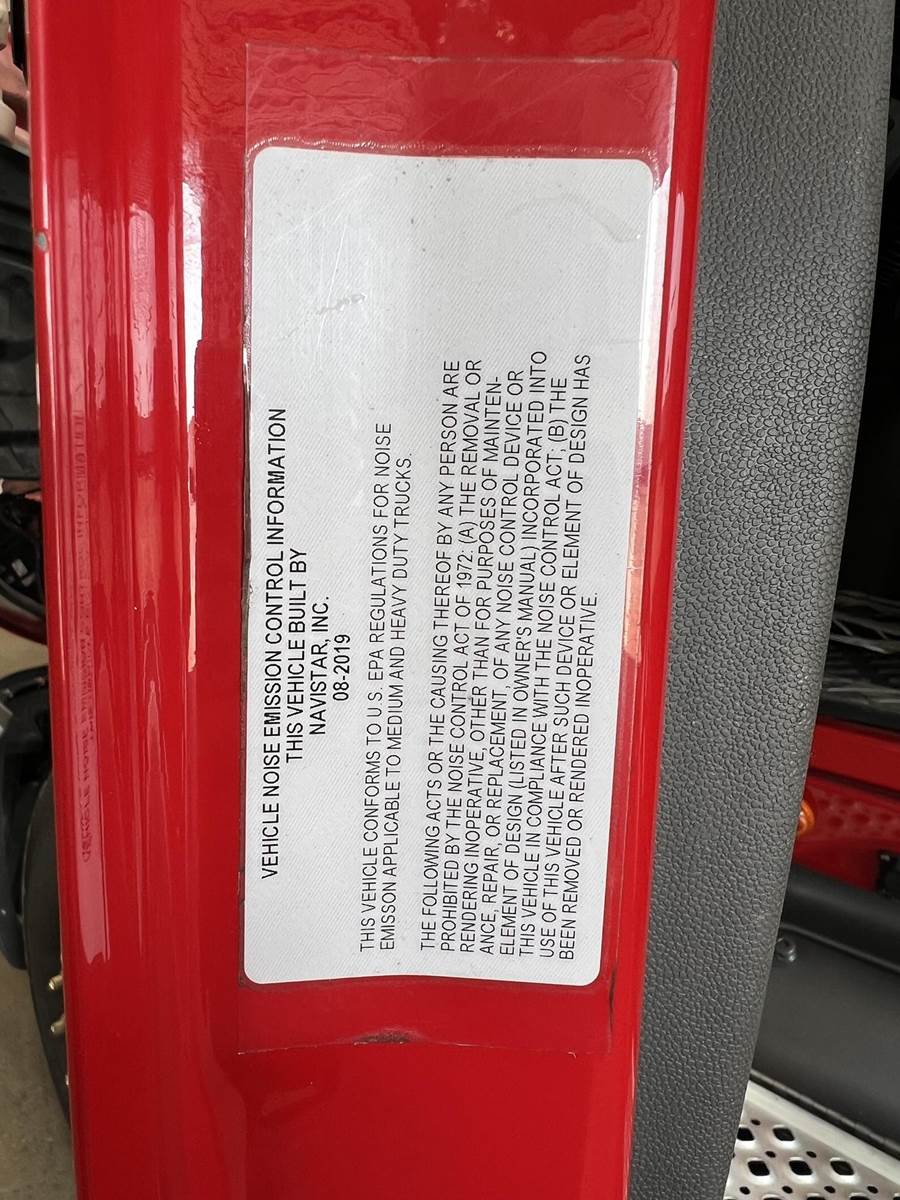 VEHICLE NOISE EMISSION CONTROL INFORMATION
THIS VEHICLE BUILT BY
NAVISTAR, INC.
08-2019
THIS VEHICLE CONFORMS TO U.S. EPA REGULATIONS FOR NOISE
EMISSON APPLICABLE TO MEDIUM AND HEAVY DUTY TRUCKS.
THE FOLLOWING ACTS OR THE CAUSING THEREOF BY ANY PERSON ARE
PROHIBITED BY THE NOISE CONTROL ACT OF 1972: (A) THE REMOVAL OR
RENDERING INOPERATIVE, OTHER THAN FOR PURPOSES OF MAINTEN-
ANCE, REPAIR, OR REPLACEMENT, OF ANY NOISE CONTROL DEVICE OR
ELEMENT OF DESIGN (LISTED IN OWNER'S MANUAL) INCORPORATED INTO
THIS VEHICLE IN COMPLIANCE WITH THE NOISE CONTROL ACT; (B) THE
USE OF THIS VEHICLE AFTER SUCH DEVICE OR ELEMENT OF DESIGN HAS
BEEN REMOVED OR RENDERED INOPERATIVE.